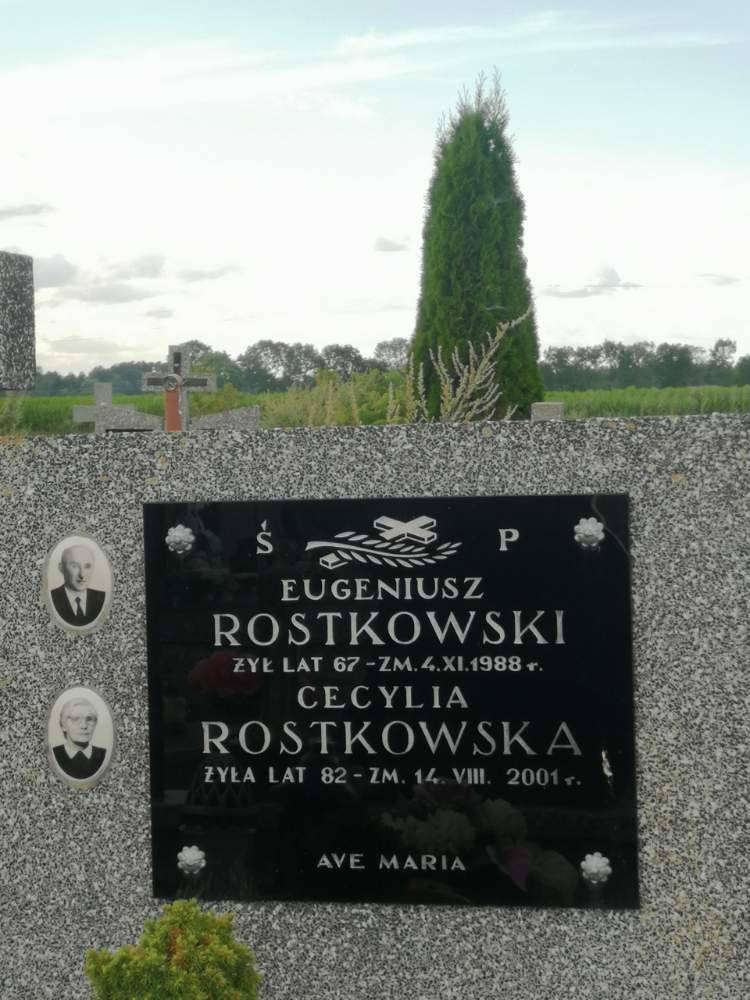 Ś P
EUGENIUSZ
ROSTKOWSKI
ŻYŁ LAT 67 - ZM. 4.XI.1988 r.
CECYLIA
ROSTKOWSKA
ŻYŁA LAT 82 - ZM. 14. VIII. 2001 r.
AVE MARIA